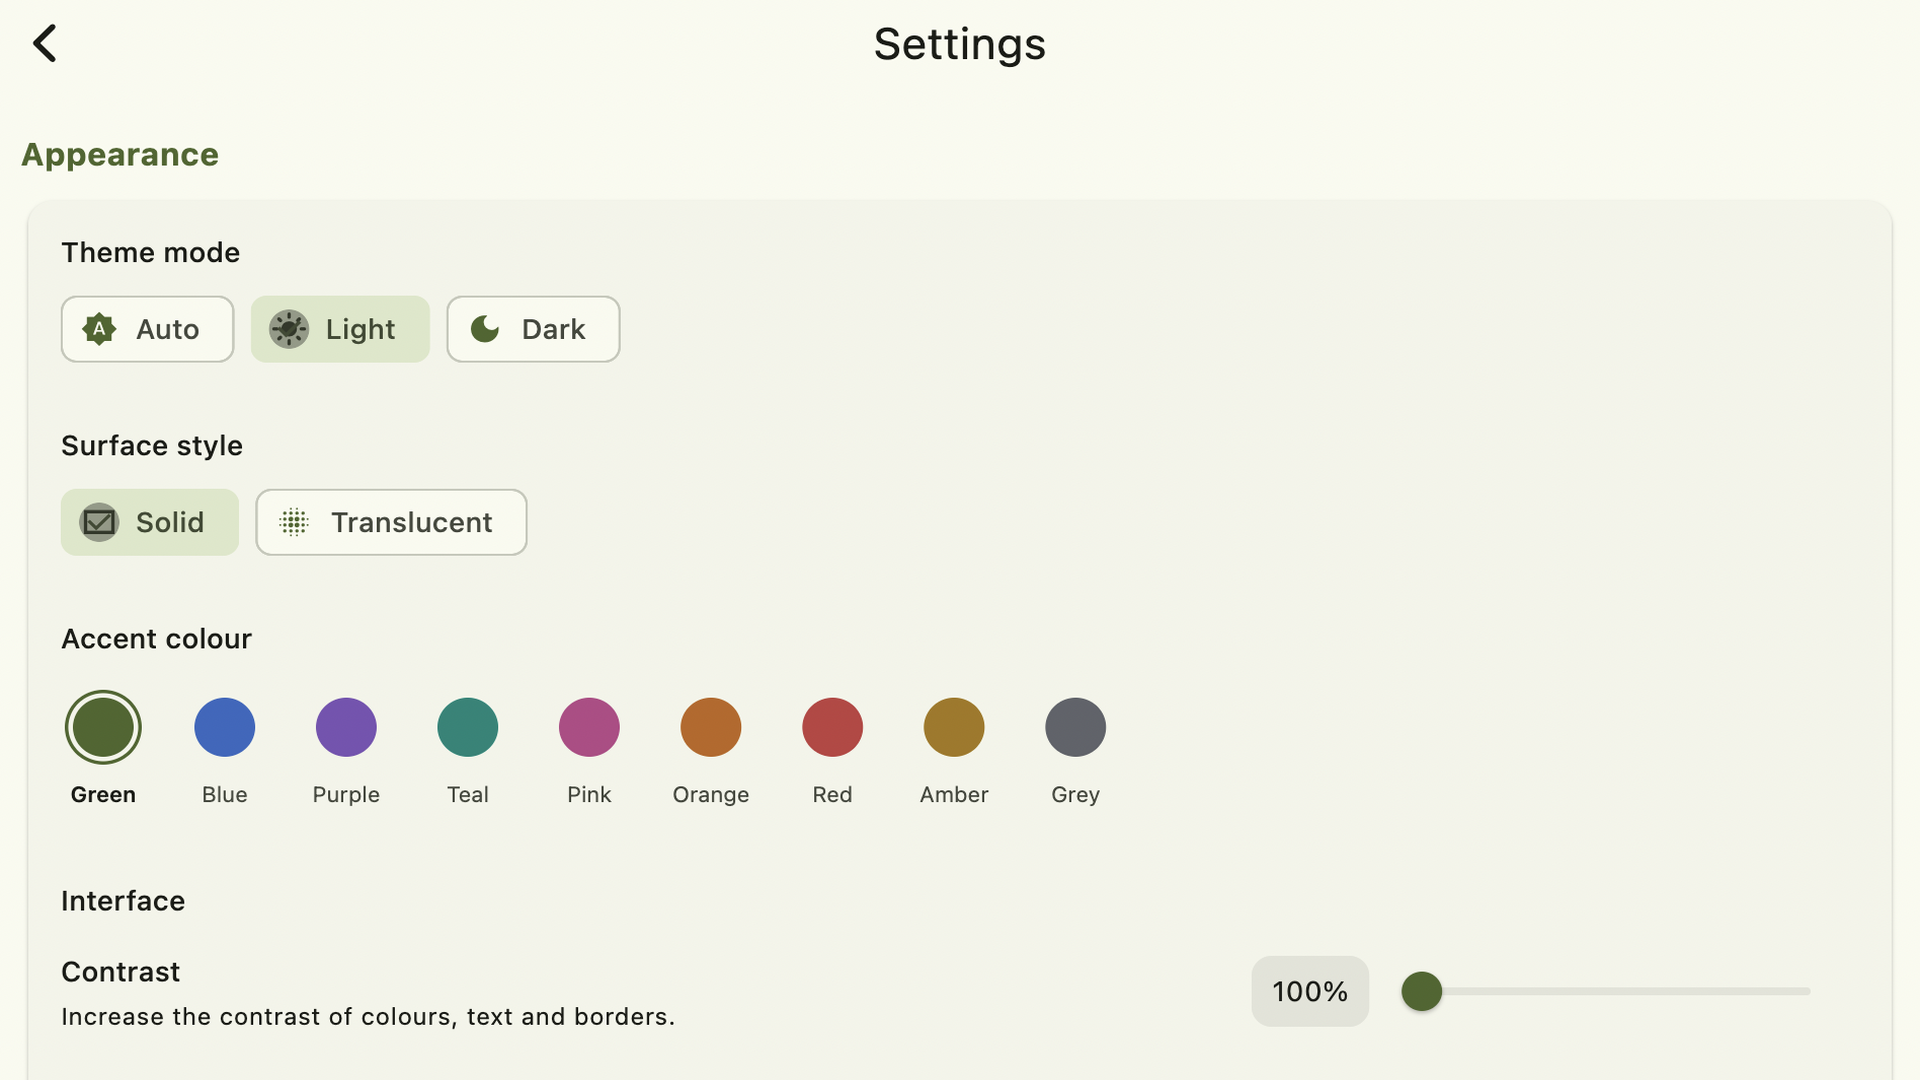 Settings
Appearance
Theme mode
A Auto Light Dark
Surface style
Solid Translucent
Accent colour
Green Blue Purple Teal Pink Orange Red Amber Grey
Interface
Contrast
100%
Increase the contrast of colours, text and borders.